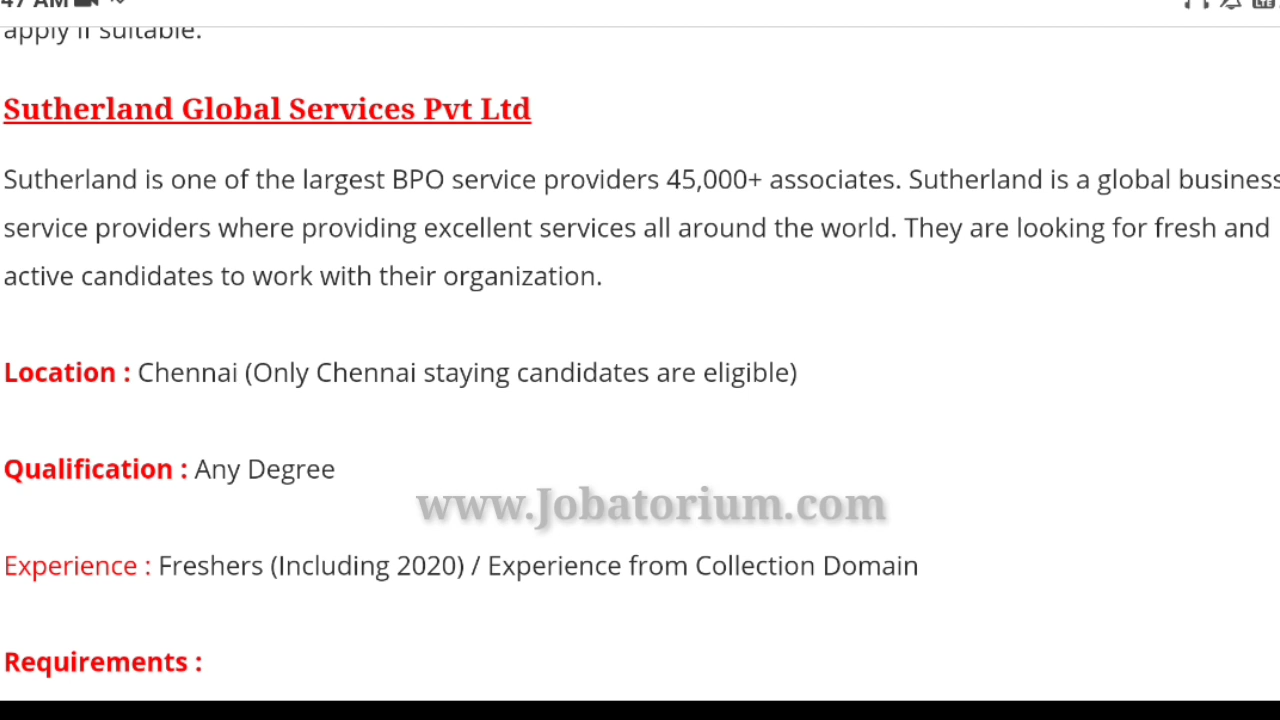 47 AM
apply if suitable.
Sutherland Global Services Pvt Ltd
Sutherland is one of the largest BPO service providers 45,000+ associates. Sutherland is a global business
service providers where providing excellent services all around the world. They are looking for fresh and
active candidates to work with their organization.
Location : Chennai (Only Chennai staying candidates are eligible)
Qualification : Any Degree
www.Jobatorium.com
Experience : Freshers (Including 2020) / Experience from Collection Domain
Requirements :